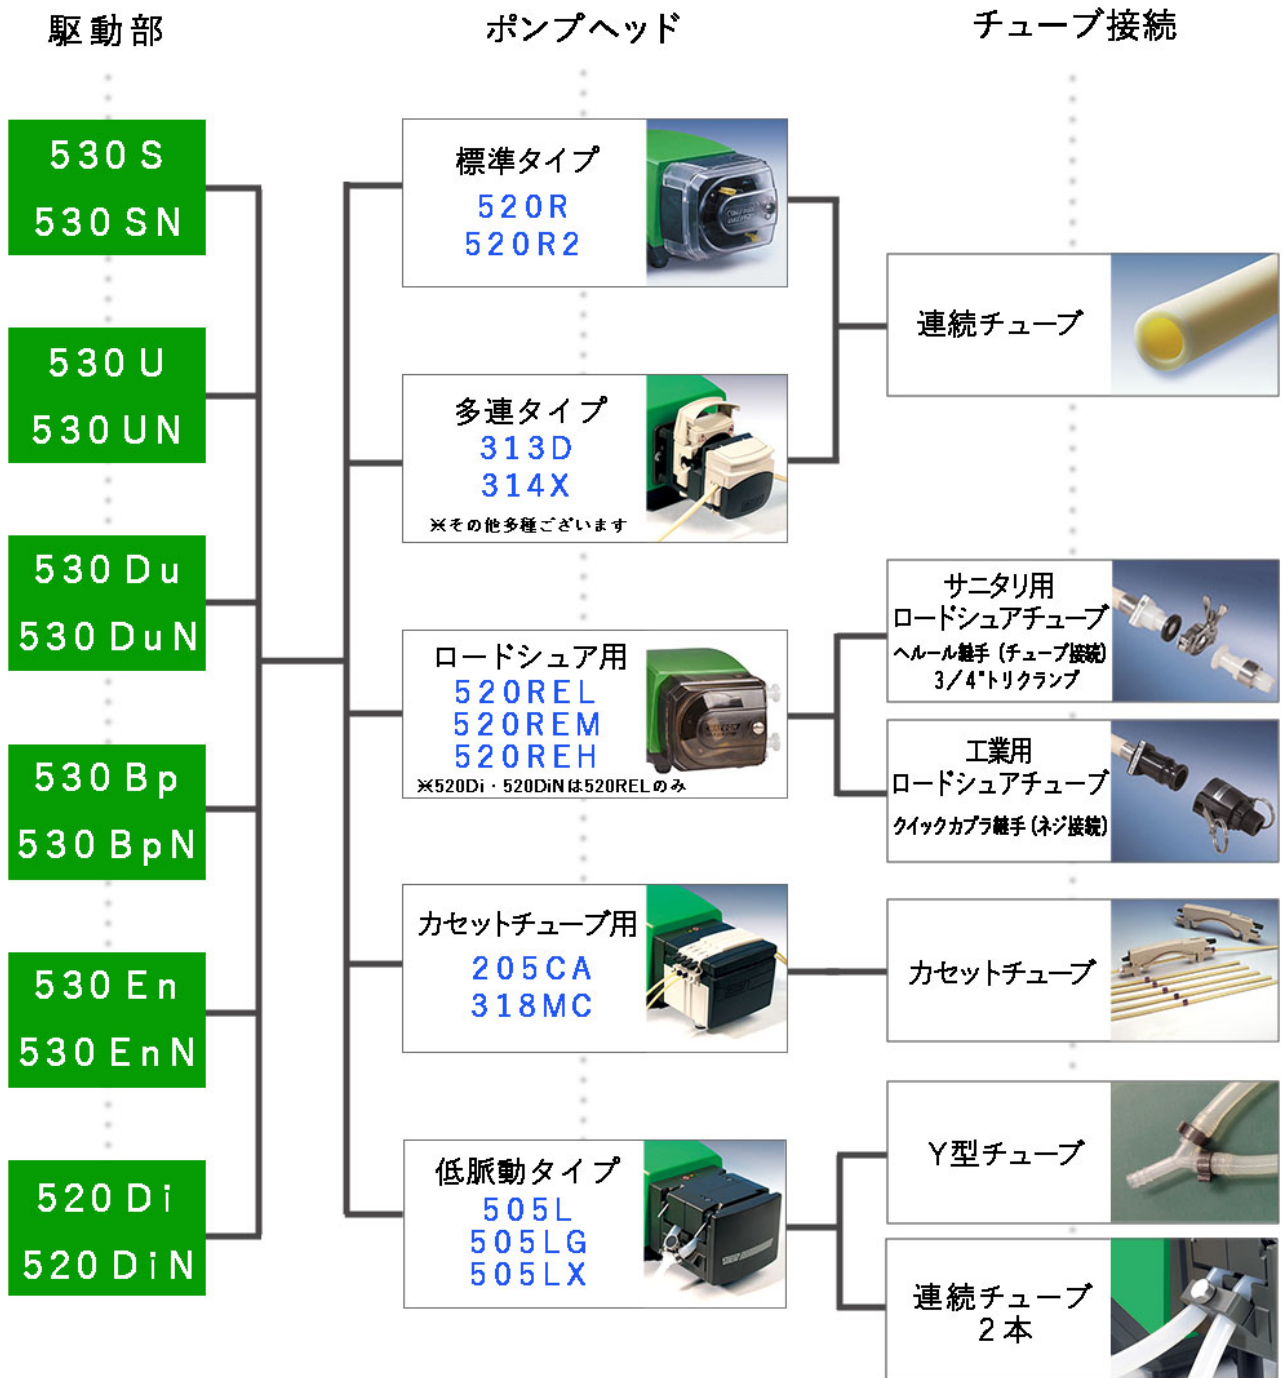 駆動部
ポンプヘッド
チューブ接続
530S
530SN
530U
530UN
530Du
530DuN
530Bp
530BpN
530En
530EnN
520Di
520DiN
標準タイプ
520R
520R2
多連タイプ
313D
314X
※その他多種ございます
ロードシュア用
520REL
520REM
520REH
※520Di・520DiNは520RELのみ
カセットチューブ用
205CA
318MC
低脈動タイプ
505L
505LG
505LX
連続チューブ
サニタリ用
ロードシュアチューブ
ヘルール継手(チューブ接続)
3/4"トリクランプ
工業用
ロードシュアチューブ
クイックカプラ継手(ネジ接続)
カセットチューブ
Y型チューブ
連続チューブ
2本